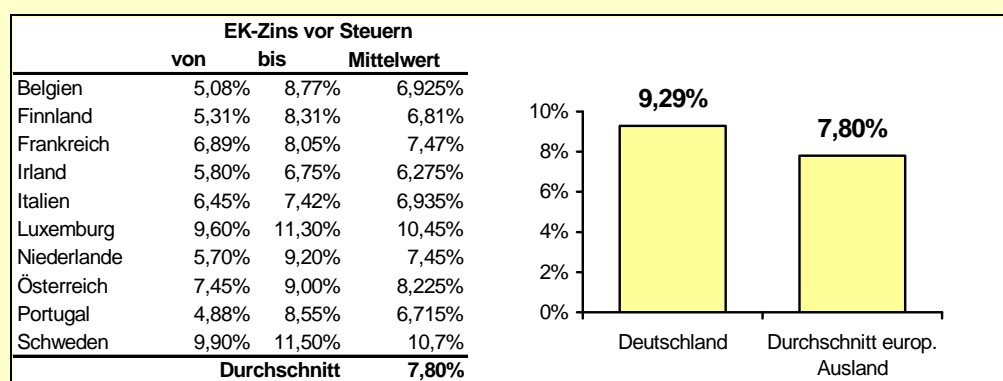 EK-Zins vor Steuern
von bis Mittelwert
Belgien 5,08% 8,77% 6,925%
Finnland 5,31% 8,31% 6,81%
Frankreich 6,89% 8,05% 7,47%
Irland 5,80% 6,75% 6,275%
Italien 6,45% 7,42% 6,935%
Luxemburg 9,60% 11,30% 10,45%
Niederlande 5,70% 9,20% 7,45%
Österreich 7,45% 9,00% 8,225%
Portugal 4,88% 8,55% 6,715%
Schweden 9,90% 11,50% 10,7%
Durchschnitt 7,80%
9,29%
7,80%
10%
8%
6%
4%
2%
0%
Deutschland
Durchschnitt europ.
Ausland